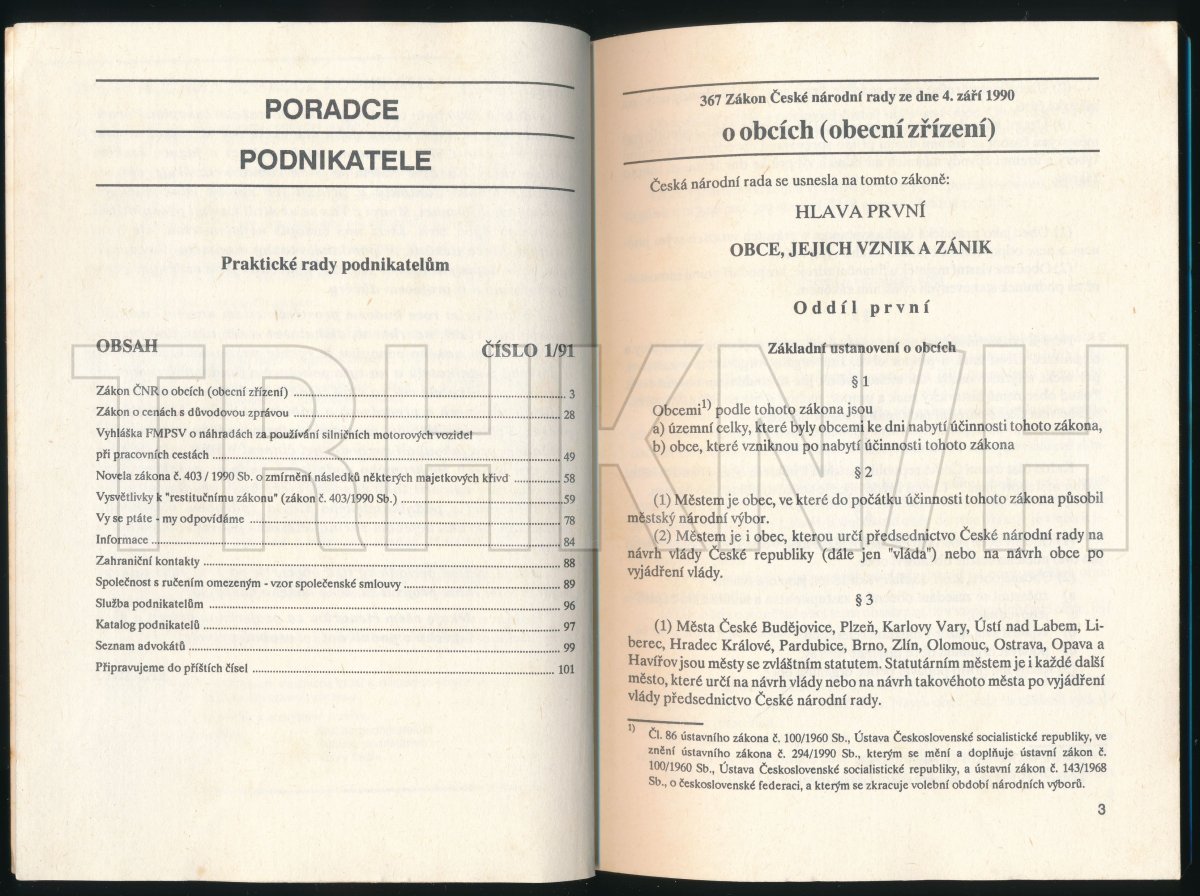 PORADCE
PODNIKATELE
Praktické rady podnikatelům
OBSAH ČÍSLO 1/91
Zákon ČNR o obcích (obecní zřízení) ... 3
Zákon o cenách s důvodovou zprávou ... 28
Vyhláška FMPSV o náhradách za používání silničních motorových vozidel
při pracovních cestách ... 49
Novela zákona č. 403 / 1990 Sb. o zmírnění následků některých majetkových křivd ... 58
Vysvětlivky k "restitučnímu zákonu" (zákon č. 403/1990 Sb.) ... 59
Vy se ptáte - my odpovídáme ... 78
Informace ... 84
Zahraniční kontakty ... 88
Společnost s ručením omezeným - vzor společenské smlouvy ... 89
Služba podnikatelům ... 96
Katalog podnikatelů ... 97
Seznam advokátů ... 99
Připravujeme do příštích čísel ... 101
367 Zákon České národní rady ze dne 4. září 1990
o obcích (obecní zřízení)
Česká národní rada se usnesla na tomto zákoně:
HLAVA PRVNÍ
OBCE, JEJICH VZNIK A ZÁNIK
Oddíl první
Základní ustanovení o obcích
§ 1
Obcemi1) podle tohoto zákona jsou
a) územní celky, které byly obcemi ke dni nabytí účinnosti tohoto zákona,
b) obce, které vzniknou po nabytí účinnosti tohoto zákona
§ 2
(1) Městem je obec, ve které do počátku účinnosti tohoto zákona působil
městský národní výbor.
(2) Městem je i obec, kterou určí předsednictvo České národní rady na
návrh vlády České republiky (dále jen "vláda") nebo na návrh obce po
vyjádření vlády.
§ 3
(1) Města České Budějovice, Plzeň, Karlovy Vary, Ústí nad Labem, Li-
berec, Hradec Králové, Pardubice, Brno, Zlín, Olomouc, Ostrava, Opava a
Havířov jsou městy se zvláštním statutem. Statutárním městem je i každé další
město, které určí na návrh vlády nebo na návrh takovéhoto města po vyjádření
vlády předsednictvo České národní rady.
1) Čl. 86 ústavního zákona č. 100/1960 Sb., Ústava Československé socialistické republiky, ve
znění ústavního zákona č. 294/1990 Sb., kterým se mění a doplňuje ústavní zákon č.
100/1960 Sb., Ústava Československé socialistické republiky, a ústavní zákon č. 143/1968
Sb., o československé federaci, a kterým se zkracuje volební období národních výborů.
3
TRHKNIH